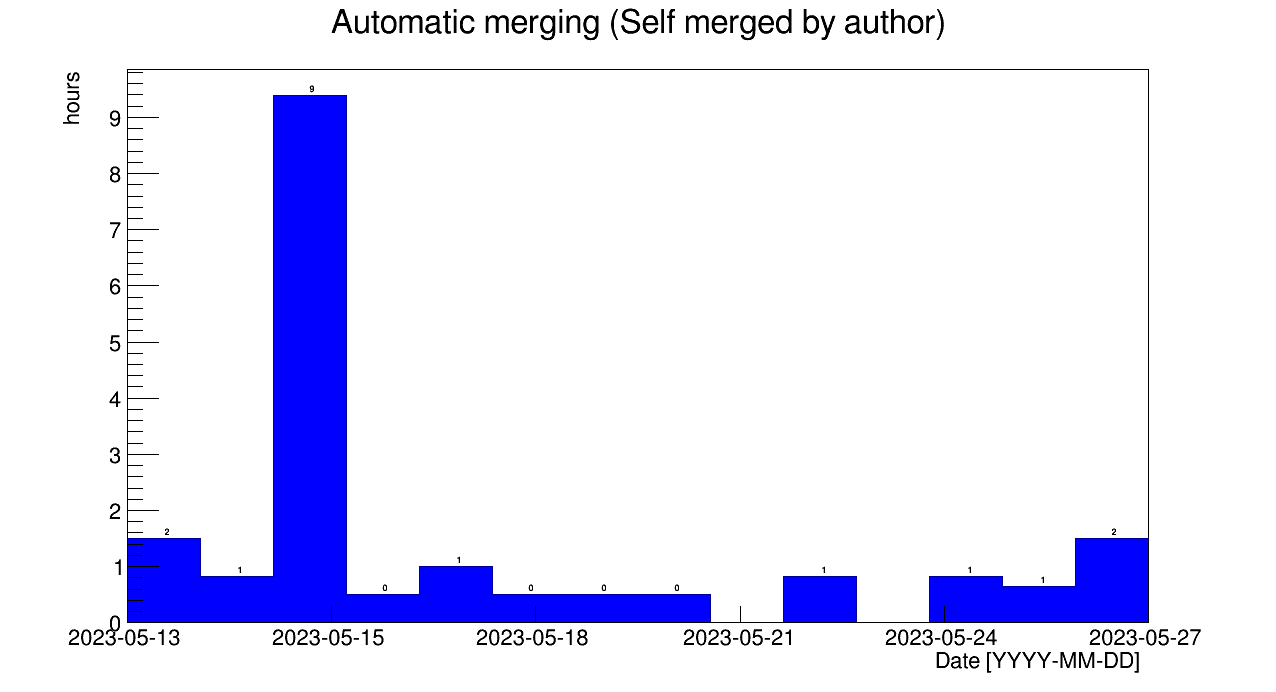 Automatic merging (Self merged by author)
hours
9
8
7
6
5
4
3
2
1
0
2 1 9 0 1 0 0 0 1 1 1 2
2023-05-13 2023-05-15 2023-05-18 2023-05-21 2023-05-24 2023-05-27
Date [YYYY-MM-DD]